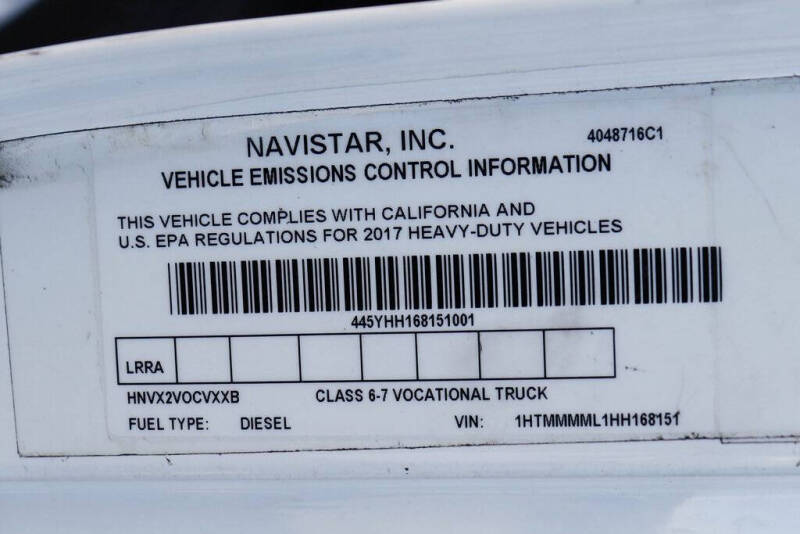 NAVISTAR, INC.
4048716C1
VEHICLE EMISSIONS CONTROL INFORMATION
THIS VEHICLE COMPLIES WITH CALIFORNIA AND
U.S. EPA REGULATIONS FOR 2017 HEAVY-DUTY VEHICLES
445YHH168151001
LRRA
HNVX2VOCVXXB CLASS 6-7 VOCATIONAL TRUCK
FUEL TYPE: DIESEL VIN: 1HTMMMML1HH168151